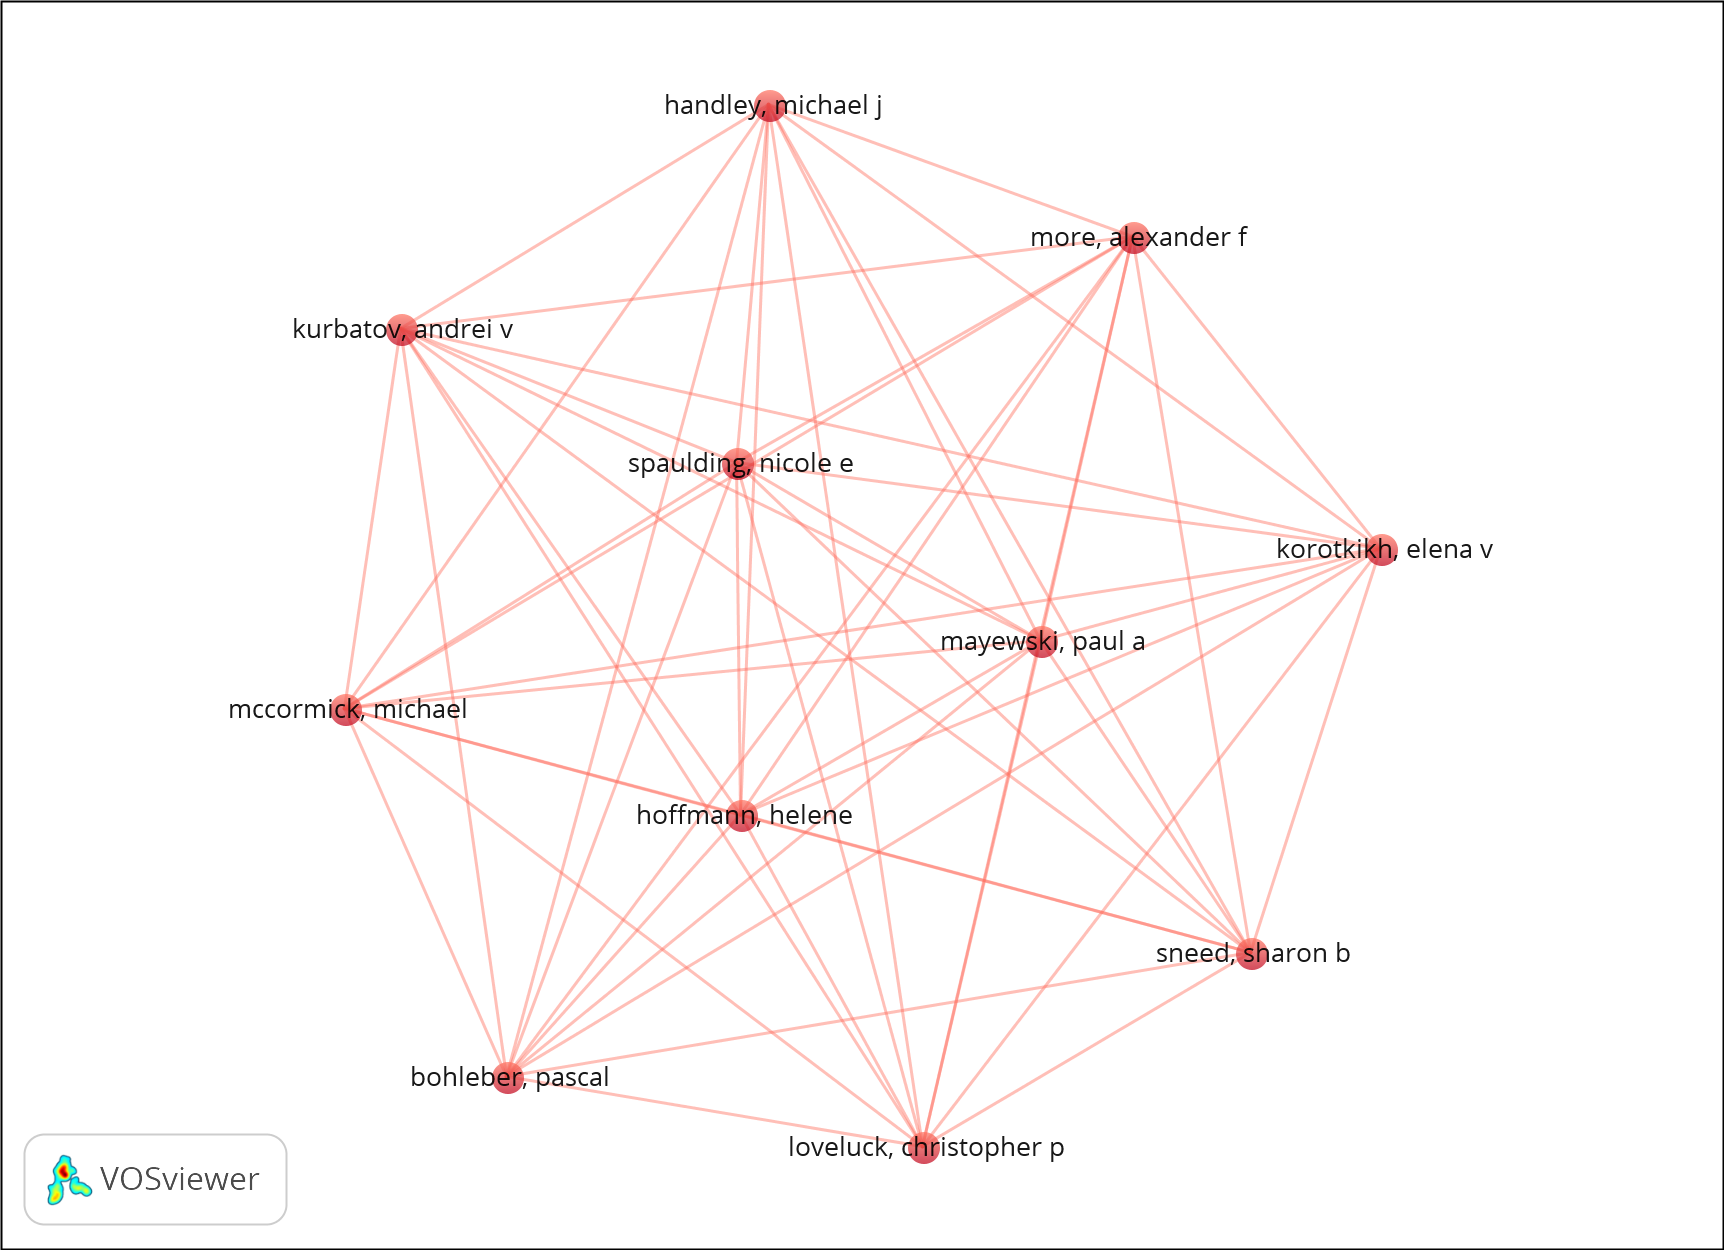 handley, michael j
more, alexander f
kurbatov, andrei v
spaulding, nicole e
korotkikh, elena v
mayewski, paul a
mccormick, michael
hoffmann, helene
sneed, sharon b
bohleber, pascal
loveluck, christopher p
VOSviewer